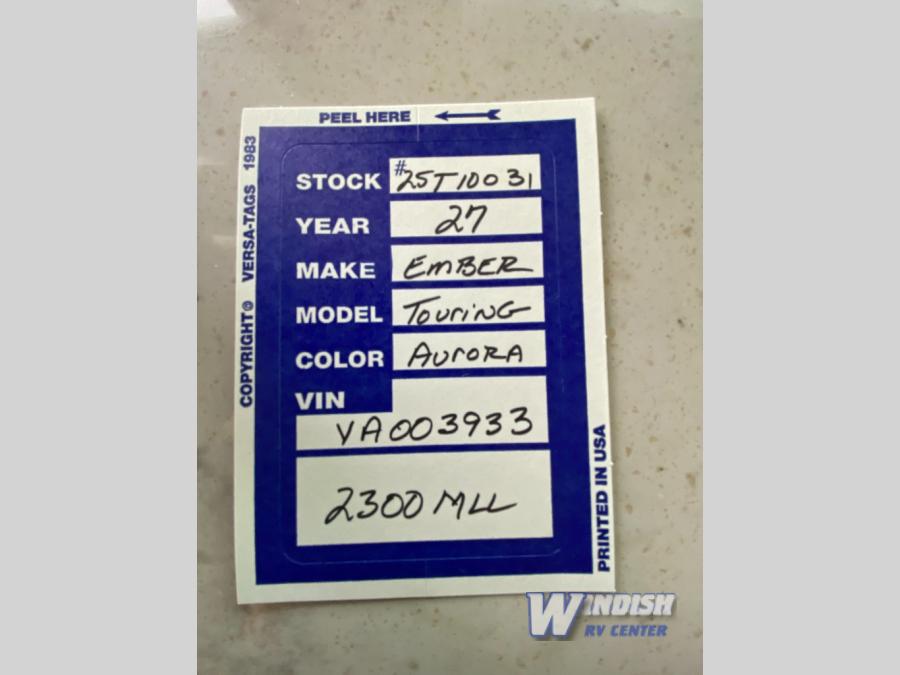 PEEL HERE
COPYRIGHT© VERSA-TAGS 1983
STOCK #25T10031
YEAR 27
MAKE EMBER
MODEL TOURING
COLOR AURORA
VIN
VA003933
2300 MLL
PRINTED IN USA
WINDISH
RV CENTER